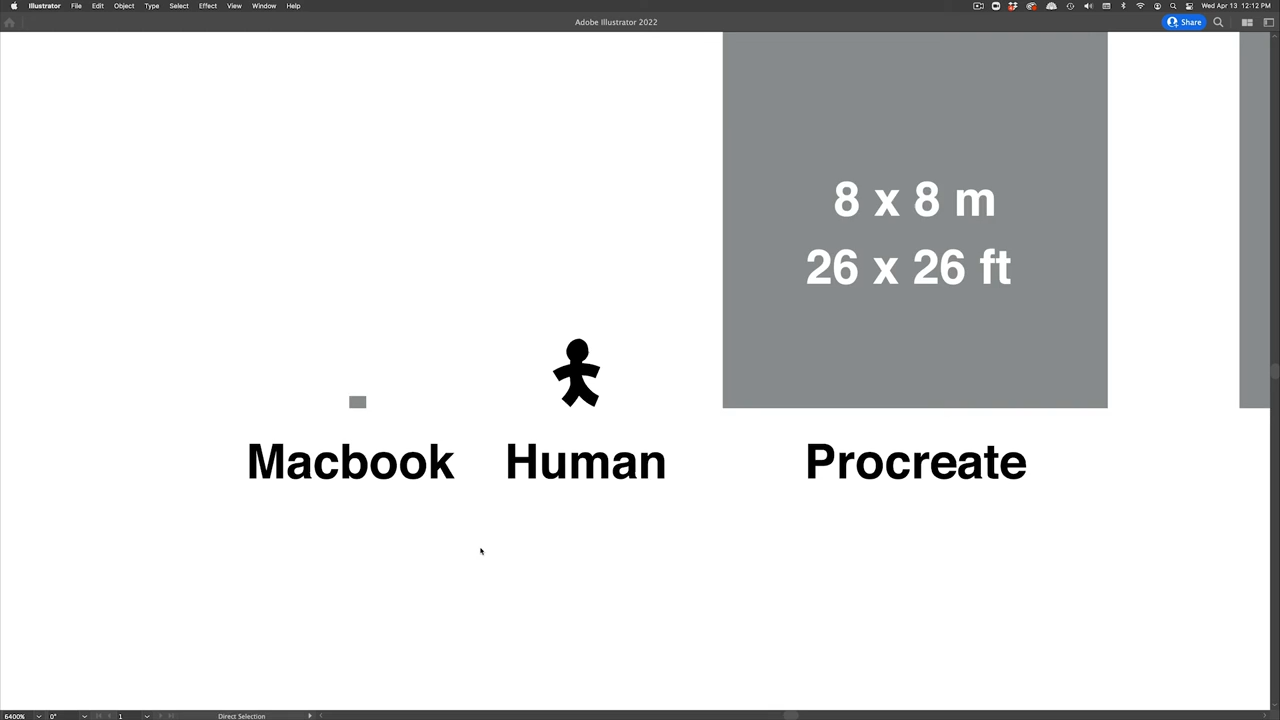 Illustrator File Edit Object Type Select Effect View Window Help Wed Apr 13 12:12 PM
Adobe Illustrator 2022 Share
8 x 8 m
26 x 26 ft
Macbook Human Procreate
6400% 0° 1 Direct Selection